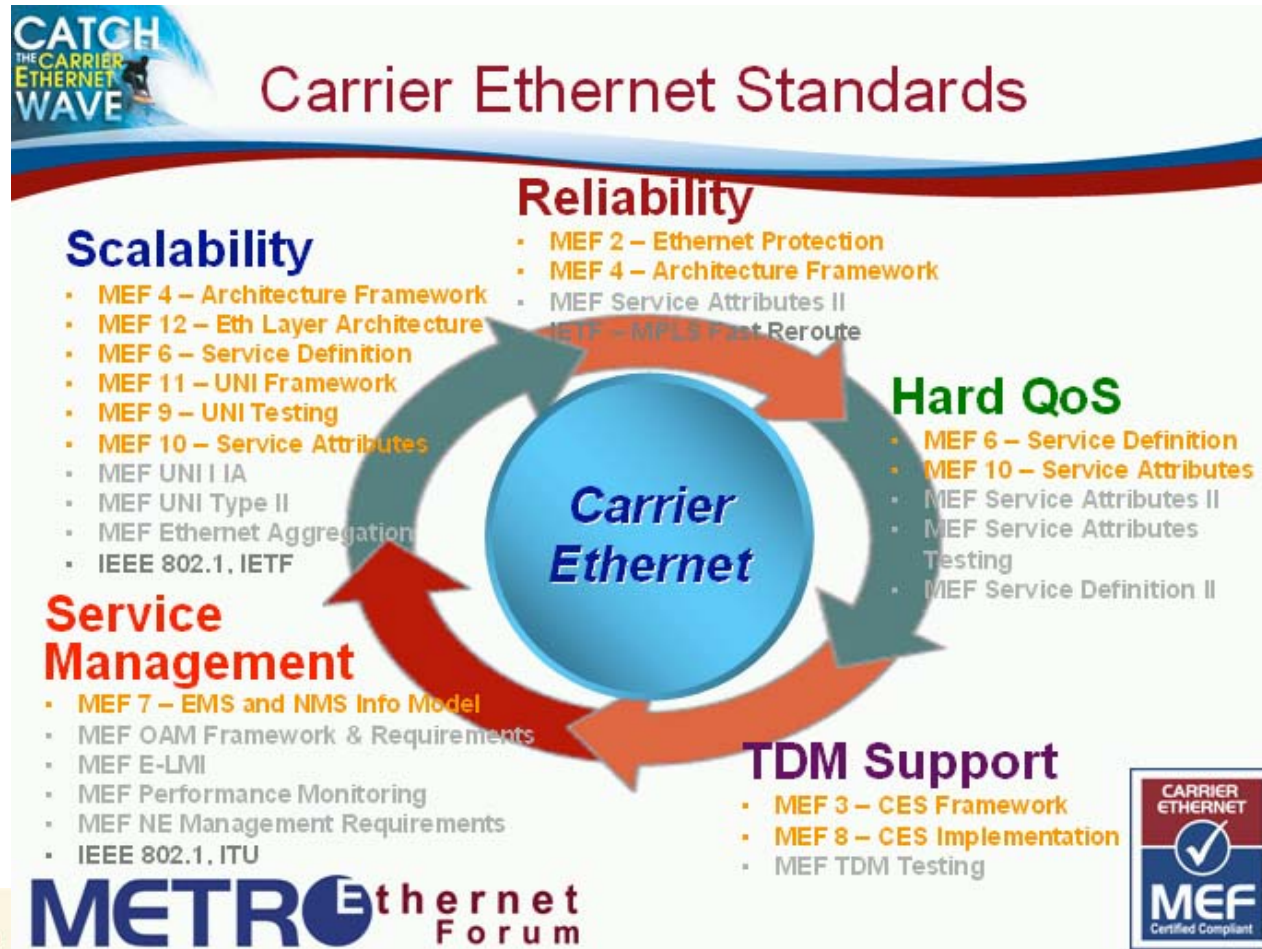 CATCH
THE CARRIER
ETHERNET
WAVE
Carrier Ethernet Standards
Reliability
▪ MEF 2 – Ethernet Protection
▪ MEF 4 – Architecture Framework
▪ MEF Service Attributes II
▪ IETF – MPLS Fast Reroute
Scalability
▪ MEF 4 – Architecture Framework
▪ MEF 12 – Eth Layer Architecture
▪ MEF 6 – Service Definition
▪ MEF 11 – UNI Framework
▪ MEF 9 – UNI Testing
▪ MEF 10 – Service Attributes
▪ MEF UNI I IA
▪ MEF UNI Type II
▪ MEF Ethernet Aggregation
▪ IEEE 802.1, IETF
Hard QoS
▪ MEF 6 – Service Definition
▪ MEF 10 – Service Attributes
▪ MEF Service Attributes II
▪ MEF Service Attributes
Testing
▪ MEF Service Definition II
Carrier
Ethernet
Service
Management
▪ MEF 7 – EMS and NMS Info Model
▪ MEF OAM Framework & Requirements
▪ MEF E-LMI
▪ MEF Performance Monitoring
▪ MEF NE Management Requirements
▪ IEEE 802.1, ITU
TDM Support
▪ MEF 3 – CES Framework
▪ MEF 8 – CES Implementation
▪ MEF TDM Testing
METRO Ethernet
Forum
CARRIER
ETHERNET
MEF
Certified Compliant